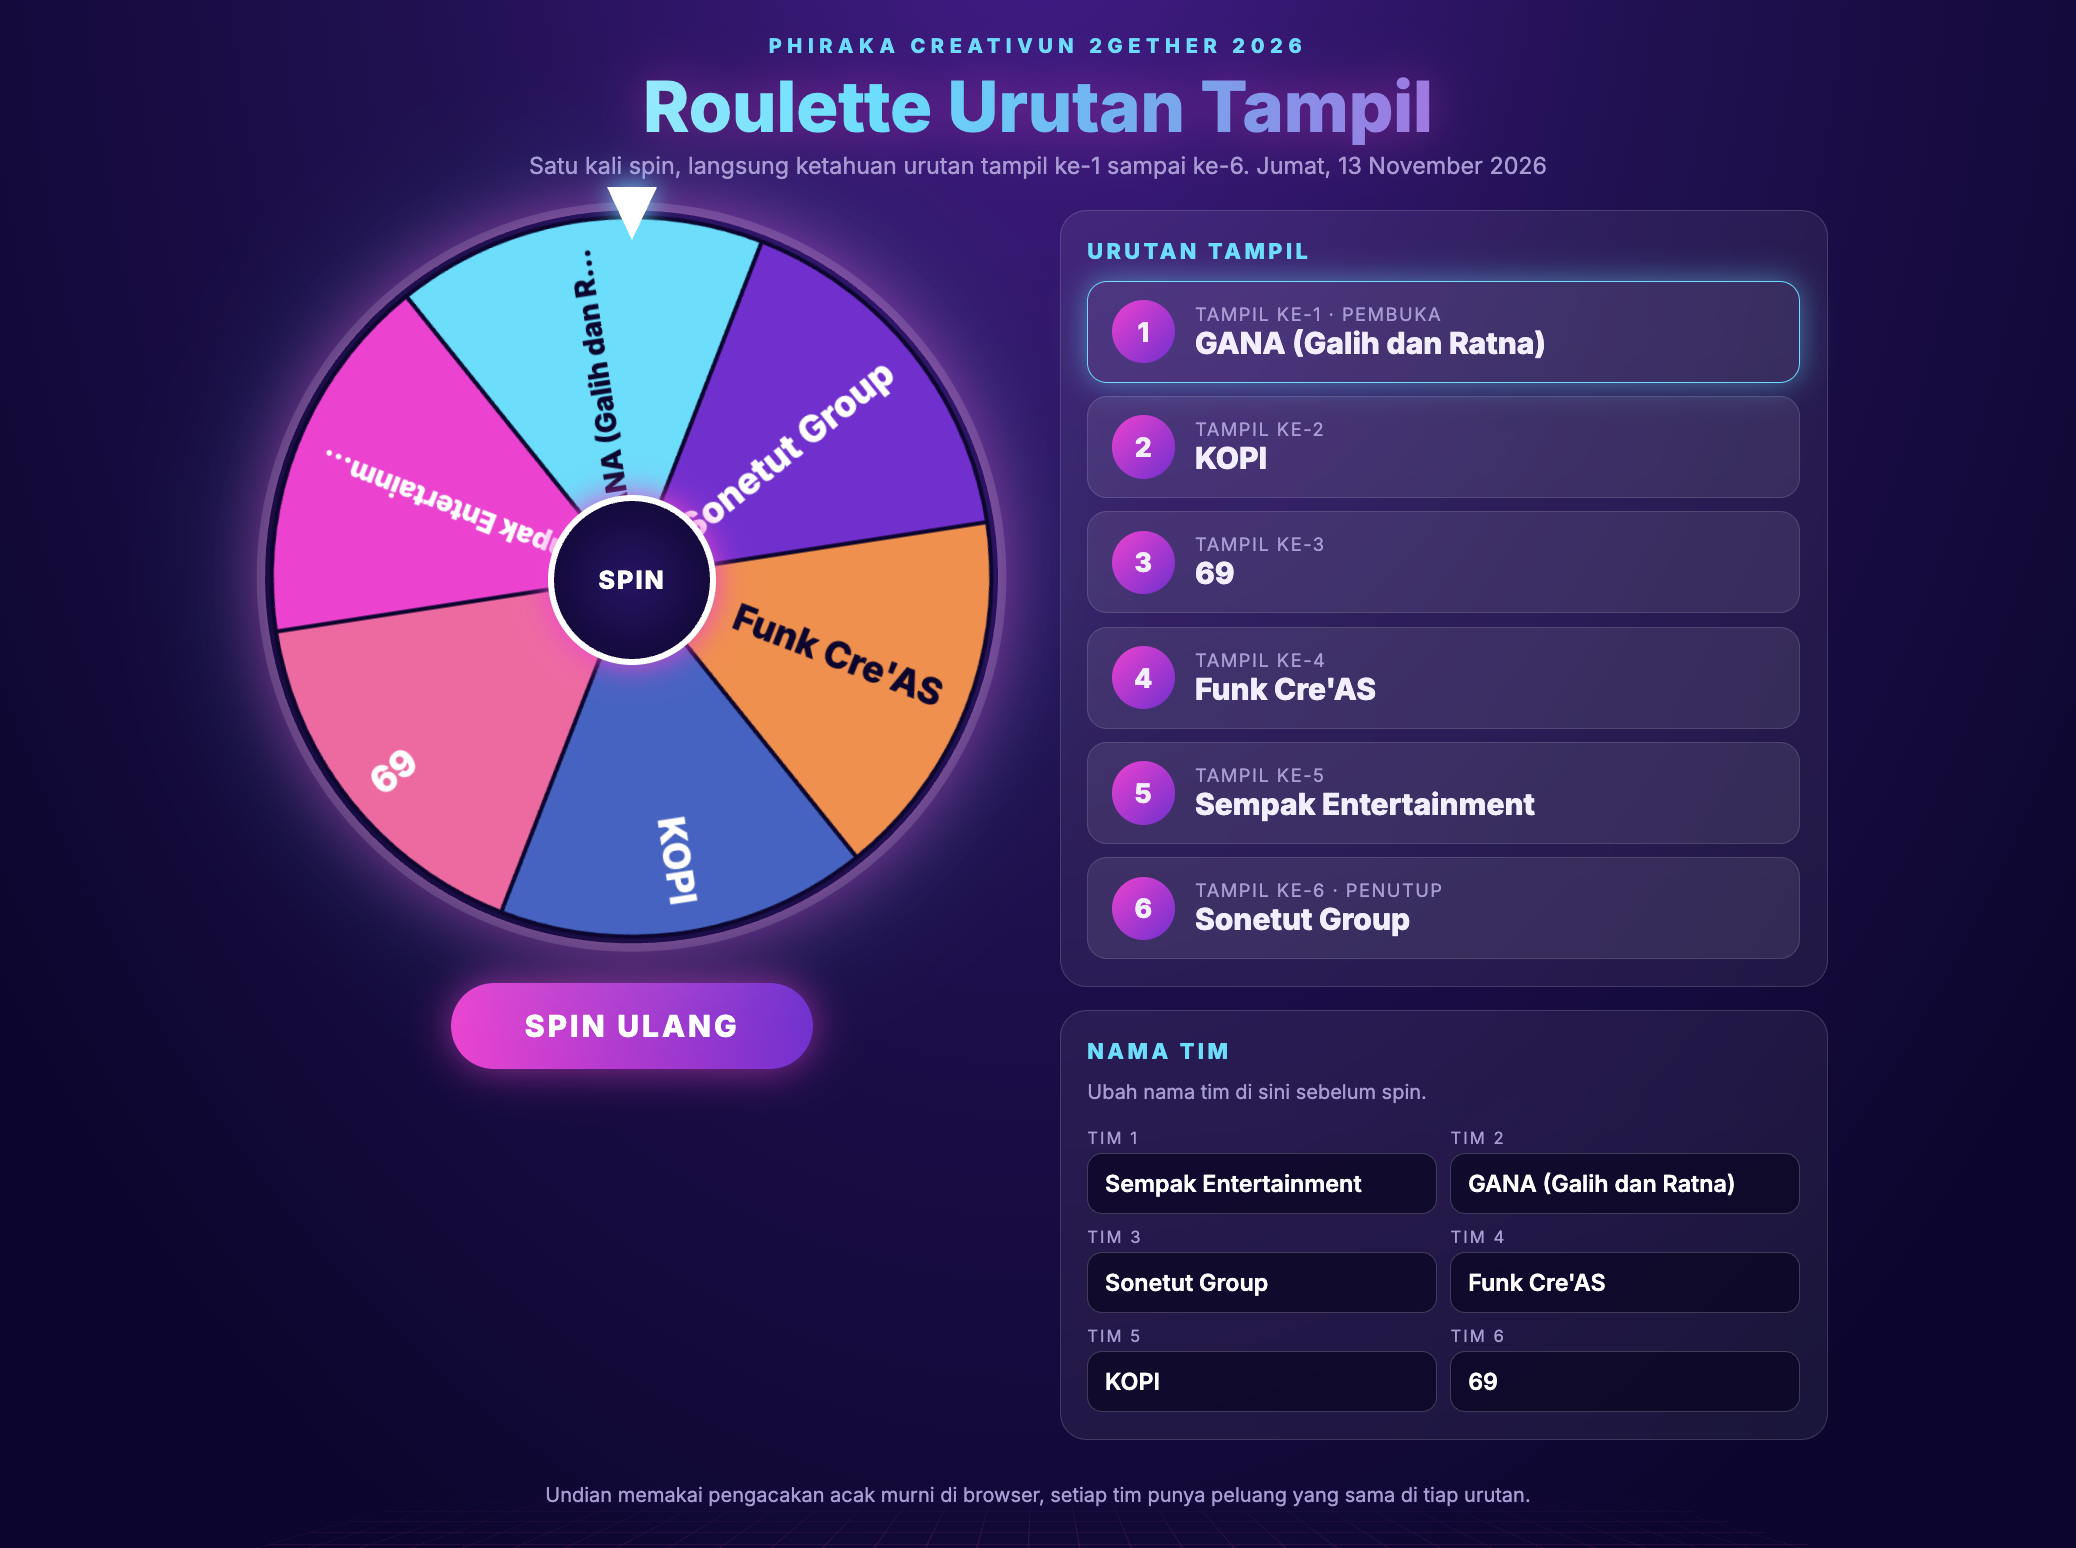 PHIRAKA CREATIVUN 2GETHER 2026
Roulette Urutan Tampil
Satu kali spin, langsung ketahuan urutan tampil ke-1 sampai ke-6. Jumat, 13 November 2026
NA (Galih dan R...
Sonetut Group
Funk Cre'AS
KOPI
69
pak Entertainm...
SPIN
SPIN ULANG
URUTAN TAMPIL
1
TAMPIL KE-1 · PEMBUKA
GANA (Galih dan Ratna)
2
TAMPIL KE-2
KOPI
3
TAMPIL KE-3
69
4
TAMPIL KE-4
Funk Cre'AS
5
TAMPIL KE-5
Sempak Entertainment
6
TAMPIL KE-6 · PENUTUP
Sonetut Group
NAMA TIM
Ubah nama tim di sini sebelum spin.
TIM 1
Sempak Entertainment
TIM 2
GANA (Galih dan Ratna)
TIM 3
Sonetut Group
TIM 4
Funk Cre'AS
TIM 5
KOPI
TIM 6
69
Undian memakai pengacakan acak murni di browser, setiap tim punya peluang yang sama di tiap urutan.